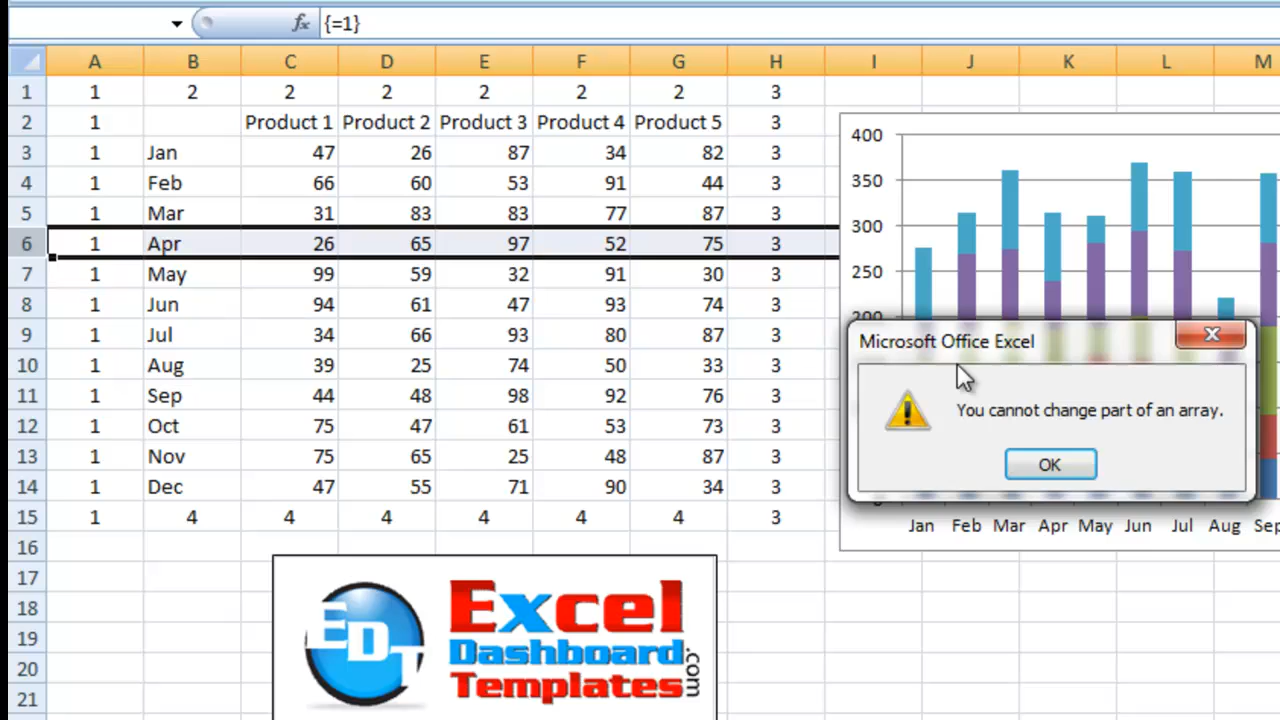 fx {=1}
A B C D E F G H I J K L M
1 1 2 2 2 2 2 2 3
2 1 Product 1 Product 2 Product 3 Product 4 Product 5 3
3 1 Jan 47 26 87 34 82 3
4 1 Feb 66 60 53 91 44 3
5 1 Mar 31 83 83 77 87 3
6 1 Apr 26 65 97 52 75 3
7 1 May 99 59 32 91 30 3
8 1 Jun 94 61 47 93 74 3
9 1 Jul 34 66 93 80 87 3
10 1 Aug 39 25 74 50 33 3
11 1 Sep 44 48 98 92 76 3
12 1 Oct 75 47 61 53 73 3
13 1 Nov 75 65 25 48 87 3
14 1 Dec 47 55 71 90 34 3
15 1 4 4 4 4 4 4 3
16
17
18
19
20
21
400
350
300
250
200
Microsoft Office Excel
You cannot change part of an array.
OK
Jan Feb Mar Apr May Jun Jul Aug Sep
EDT
Excel
Dashboard
Templates
.com